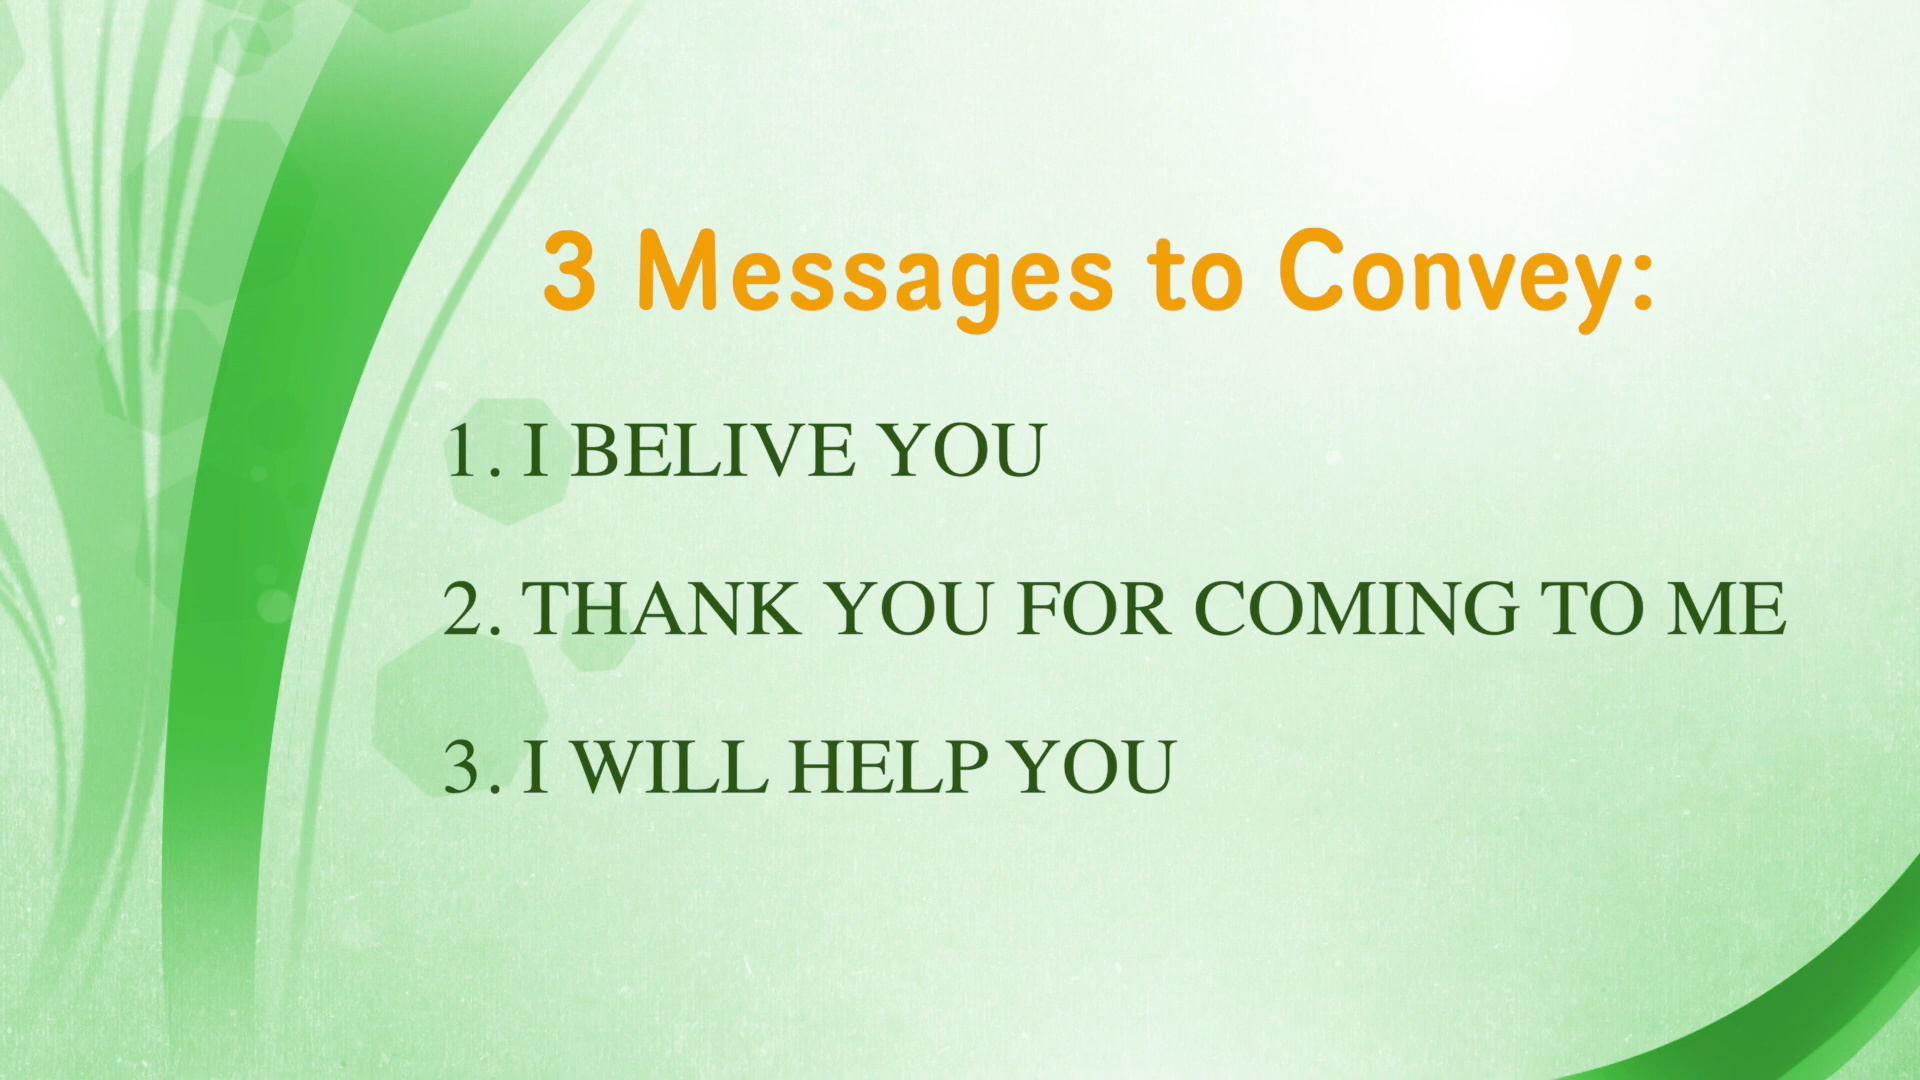 3 Messages to Convey:
1. I BELIVE YOU
2. THANK YOU FOR COMING TO ME
3. I WILL HELP YOU